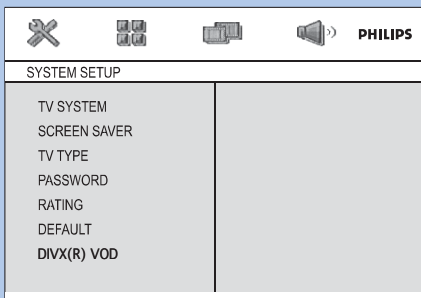 PHILIPS
SYSTEM SETUP
TV SYSTEM
SCREEN SAVER
TV TYPE
PASSWORD
RATING
DEFAULT
DIVX(R) VOD